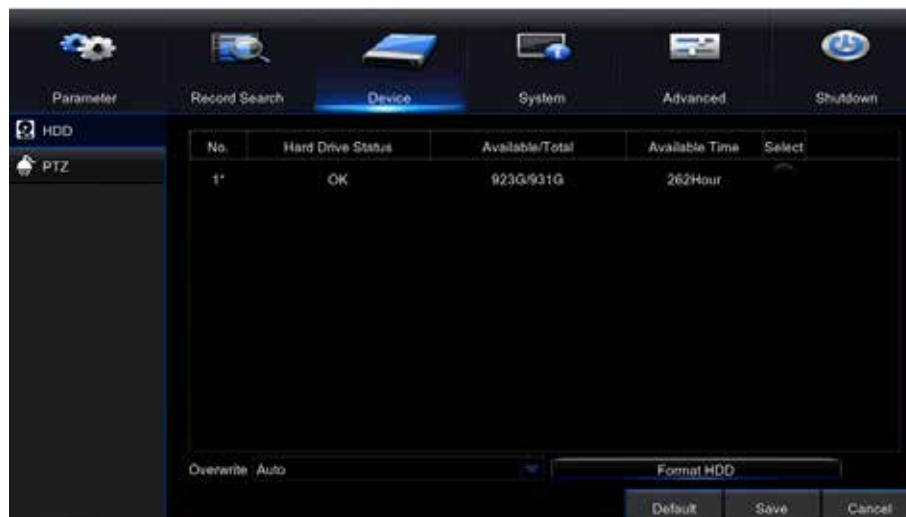 Parameter Record Search Device System Advanced Shutdown
HDD
PTZ
No. Hard Drive Status Available/Total Available Time Select
1* OK 923G/931G 262Hour
Overwrite Auto Format HDD
Default Save Cancel